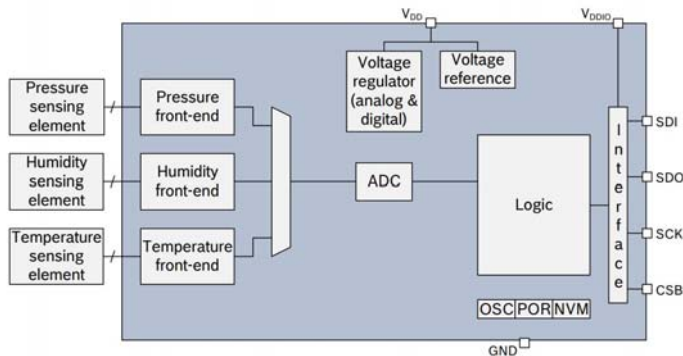 VDD
VDDIO
Pressure
sensing
element
Pressure
front-end
Voltage
regulator
(analog &
digital)
Voltage
reference
Humidity
sensing
element
Humidity
front-end
ADC
Logic
Interface
SDI
SDO
SCK
CSB
Temperature
sensing
element
Temperature
front-end
OSC POR NVM
GND